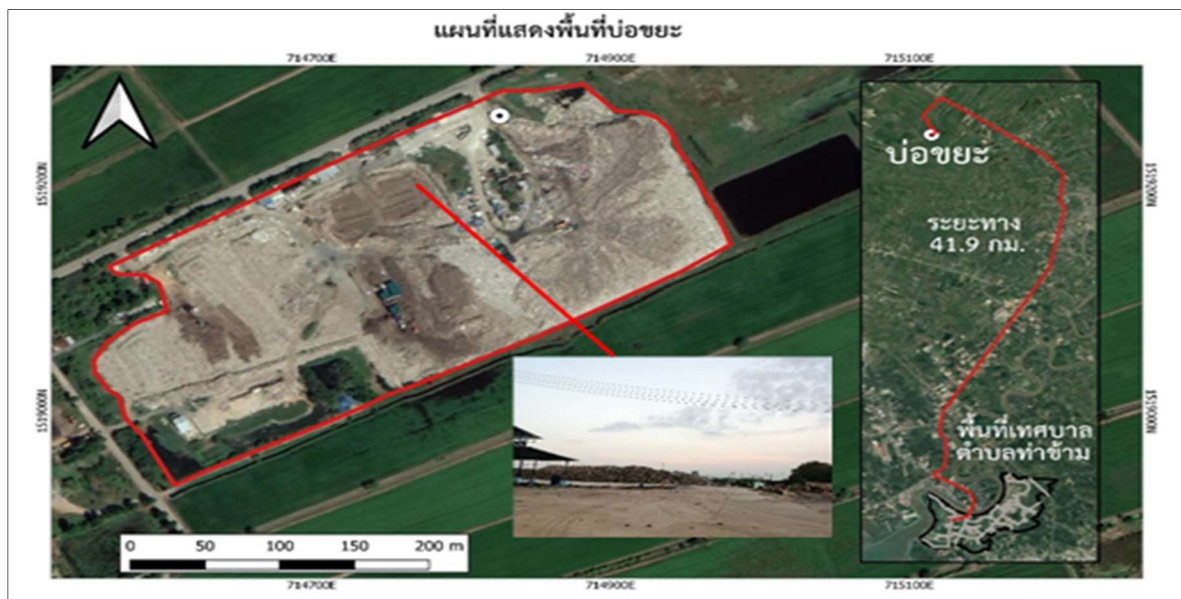 แผนที่แสดงพื้นที่บ่อขยะ
714700E 714900E 715100E
1519200N 1519200N
บ่อขยะ
ระยะทาง
41.9 กม.
1519000N 1519000N
พื้นที่เทศบาล
ตำบลท่าข้าม
0 50 100 150 200 m
714700E 714900E 715100E